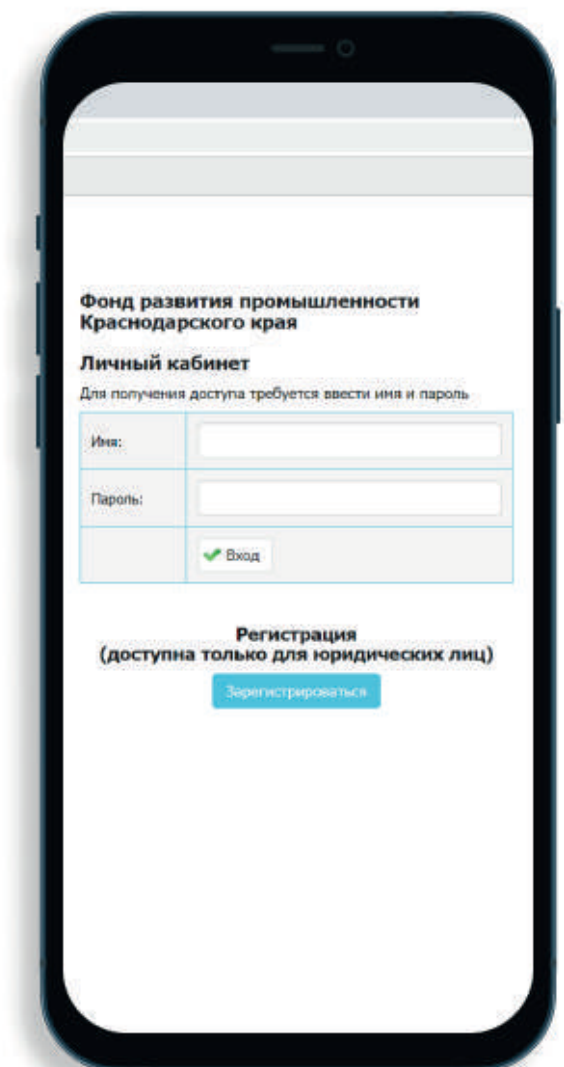 Фонд развития промышленности
Краснодарского края
Личный кабинет
Для получения доступа требуется ввести имя и пароль
Имя:
Пароль:
Вход
Регистрация
(доступна только для юридических лиц)
Зарегистрироваться